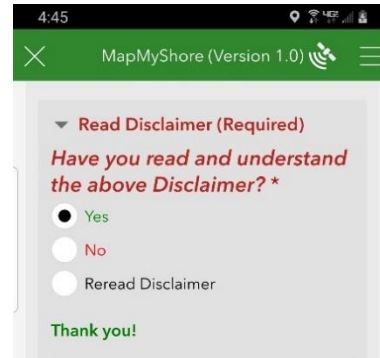 4:45
4GE
MapMyShore (Version 1.0)
Read Disclaimer (Required)
Have you read and understand
the above Disclaimer? *
Yes
No
Reread Disclaimer
Thank you!